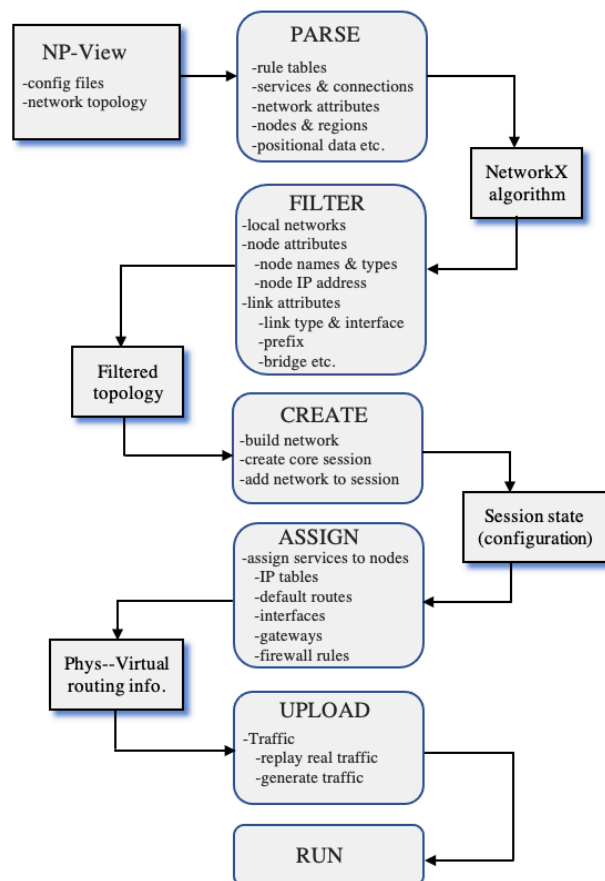 NP-View
-config files
-network topology
PARSE
-rule tables
-services & connections
-network attributes
-nodes & regions
-positional data etc.
NetworkX
algorithm
FILTER
-local networks
-node attributes
-node names & types
-node IP address
-link attributes
-link type & interface
-prefix
-bridge etc.
Filtered
topology
CREATE
-build network
-create core session
-add network to session
Session state
(configuration)
ASSIGN
-assign services to nodes
-IP tables
-default routes
-interfaces
-gateways
-firewall rules
Phys--Virtual
routing info.
UPLOAD
-Traffic
-replay real traffic
-generate traffic
RUN